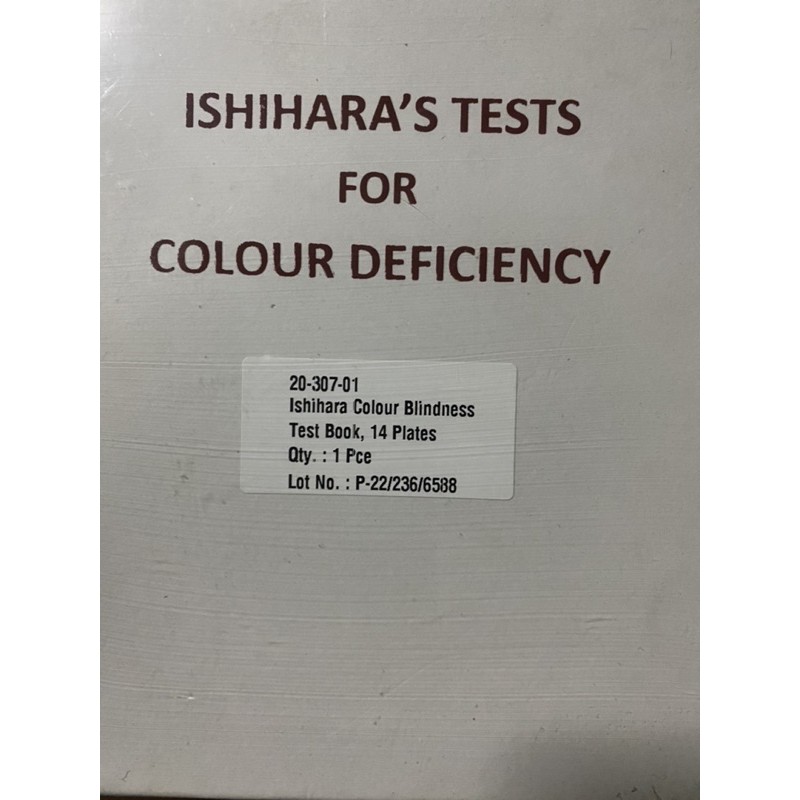 ISHIHARA'S TESTS
FOR
COLOUR DEFICIENCY
20-307-01
Ishihara Colour Blindness
Test Book, 14 Plates
Qty. : 1 Pce
Lot No. : P-22/236/6588